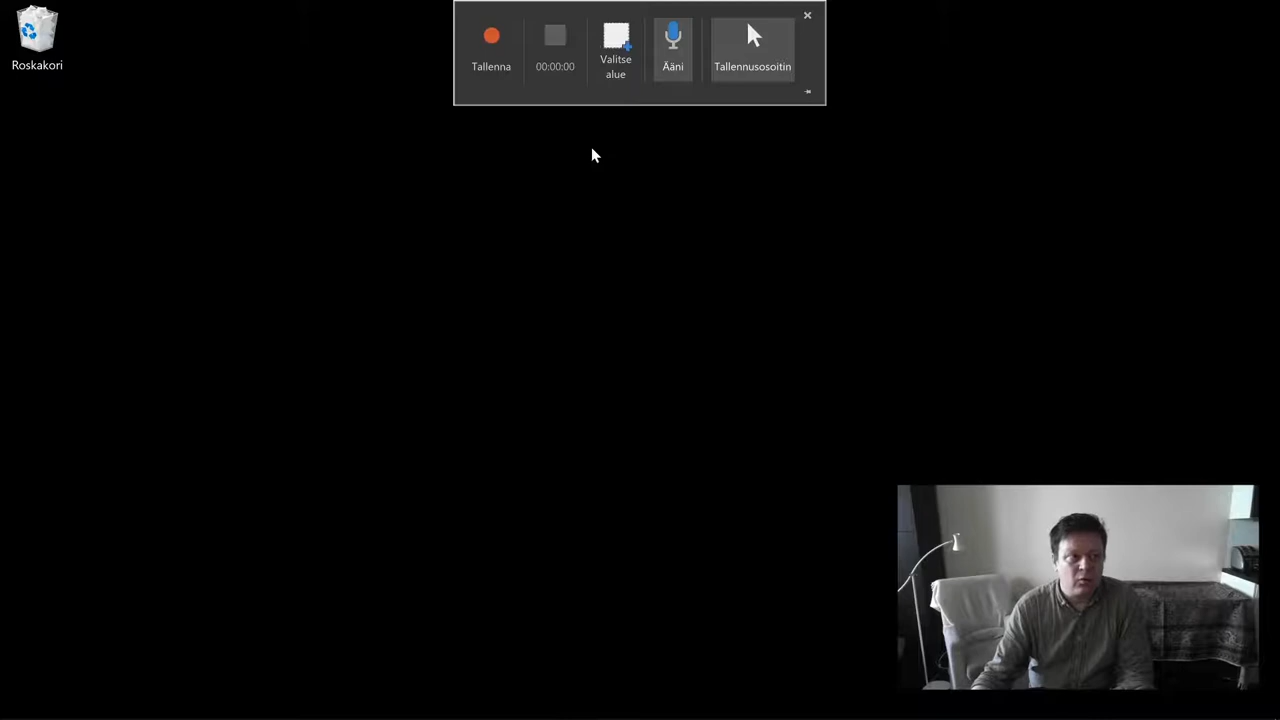 Roskakori
Tallenna
00:00:00
Valitse
alue
Ääni
Tallennusosoitin